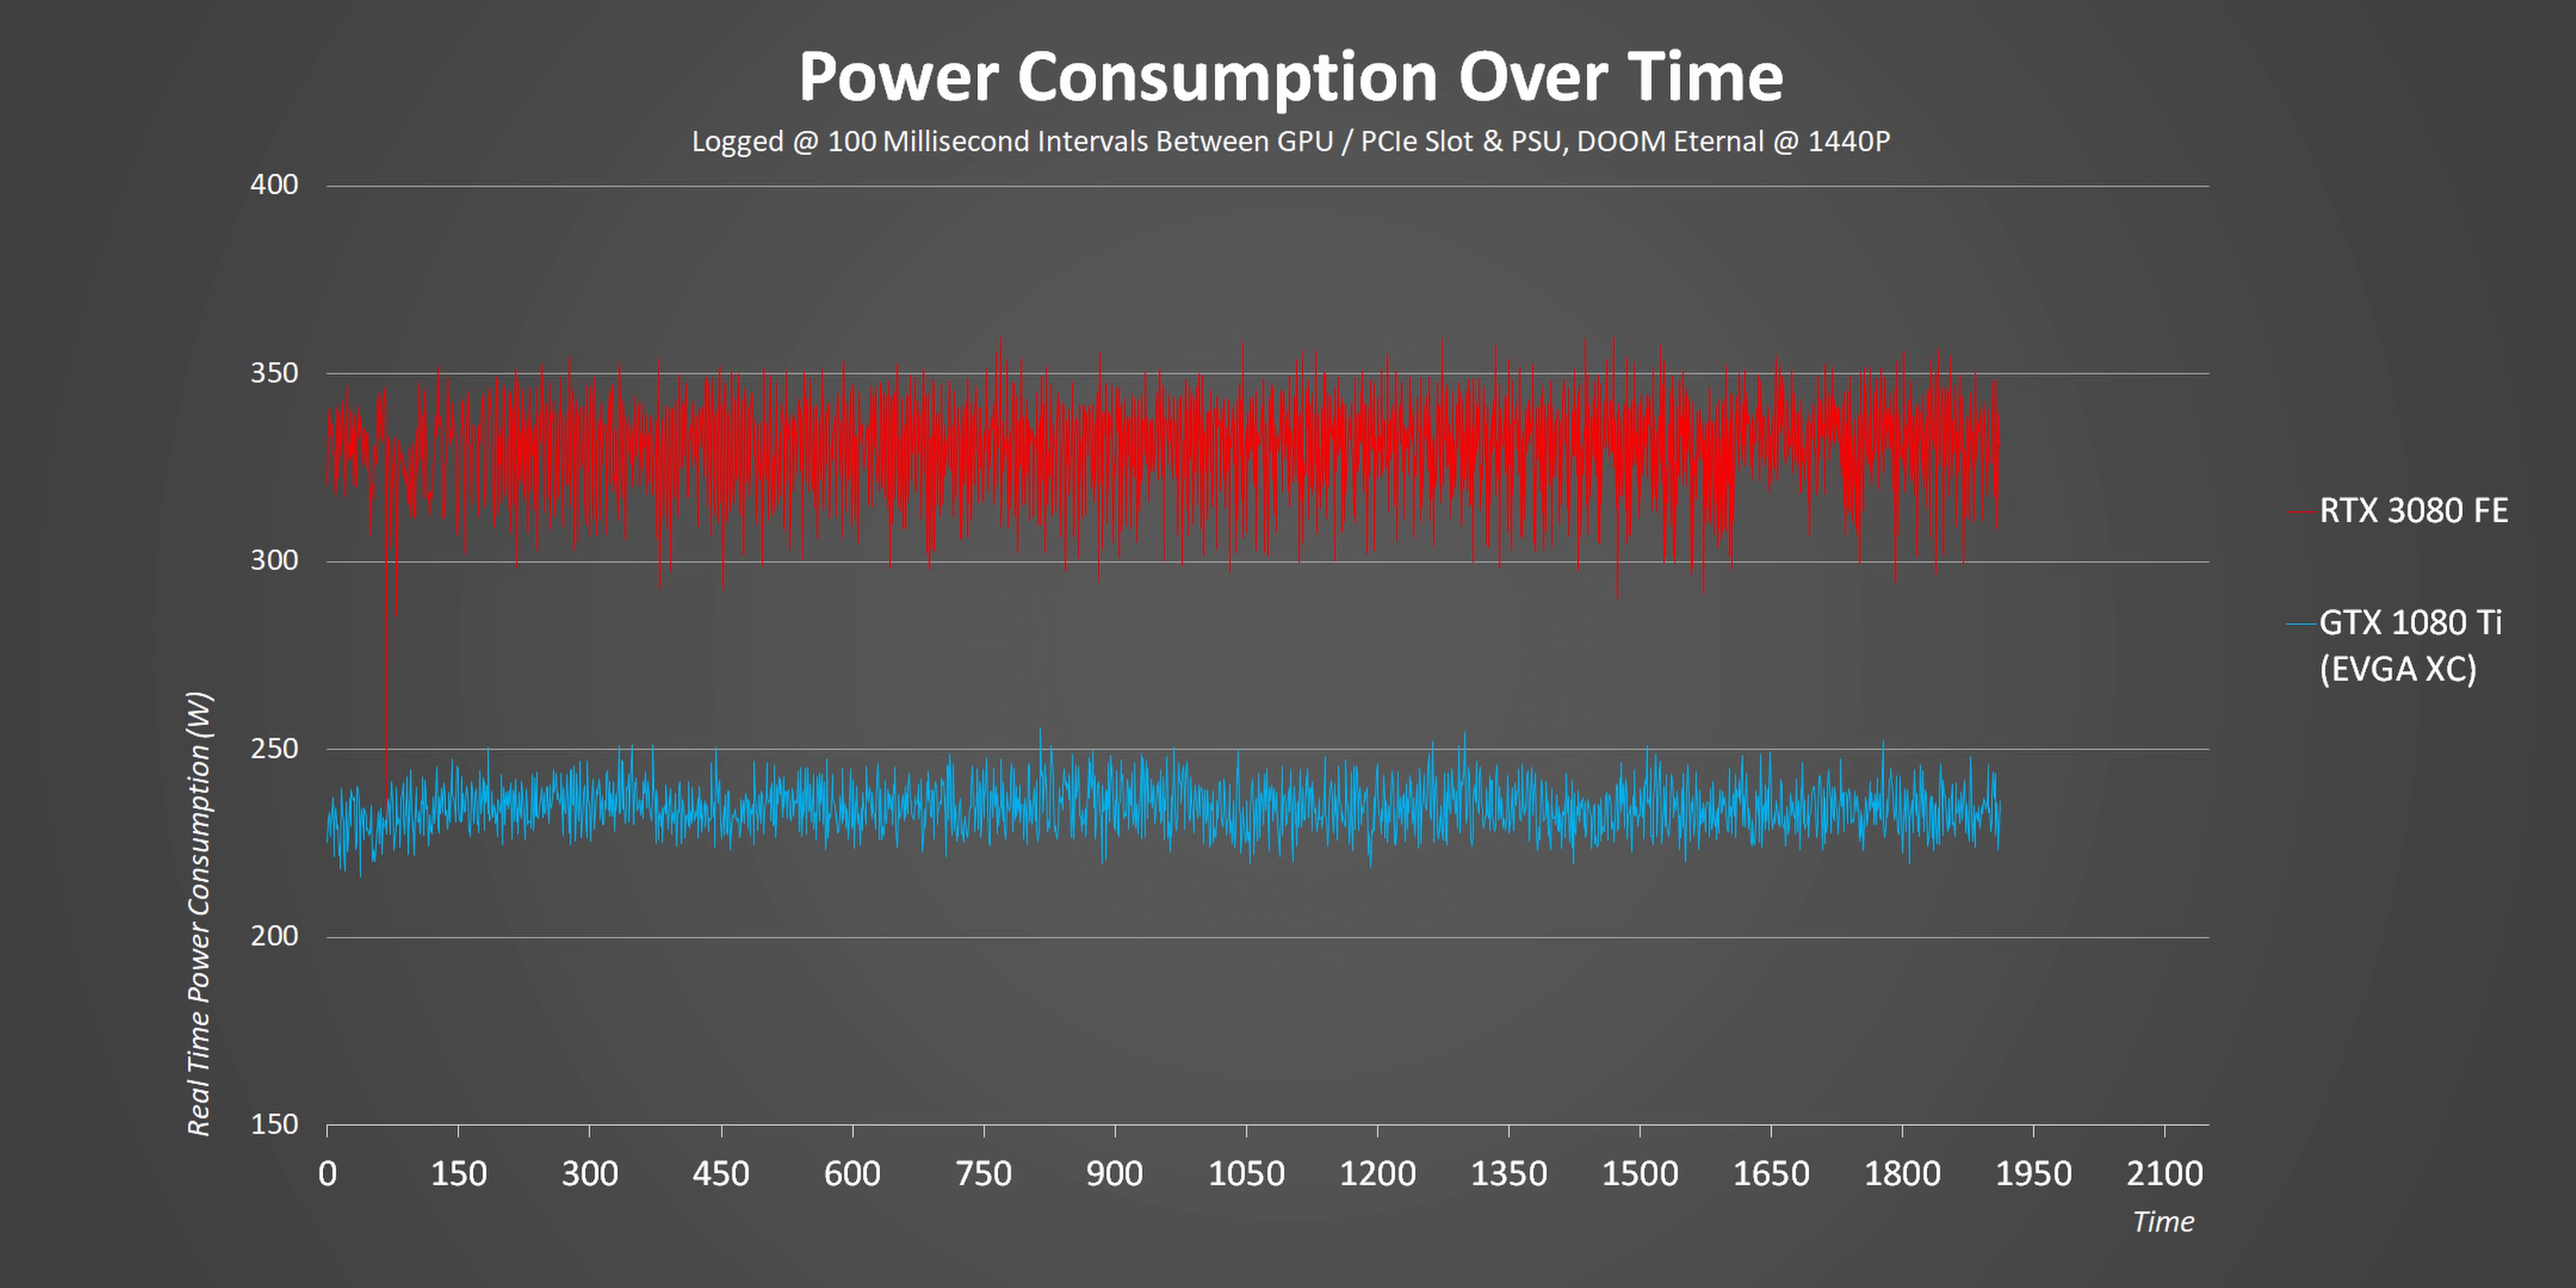 Power Consumption Over Time
Logged @ 100 Millisecond Intervals Between GPU / PCIe Slot & PSU, DOOM Eternal @ 1440P
400
350
300
250
200
150
Real Time Power Consumption (W)
0 150 300 450 600 750 900 1050 1200 1350 1500 1650 1800 1950 2100
Time
RTX 3080 FE
GTX 1080 Ti
(EVGA XC)